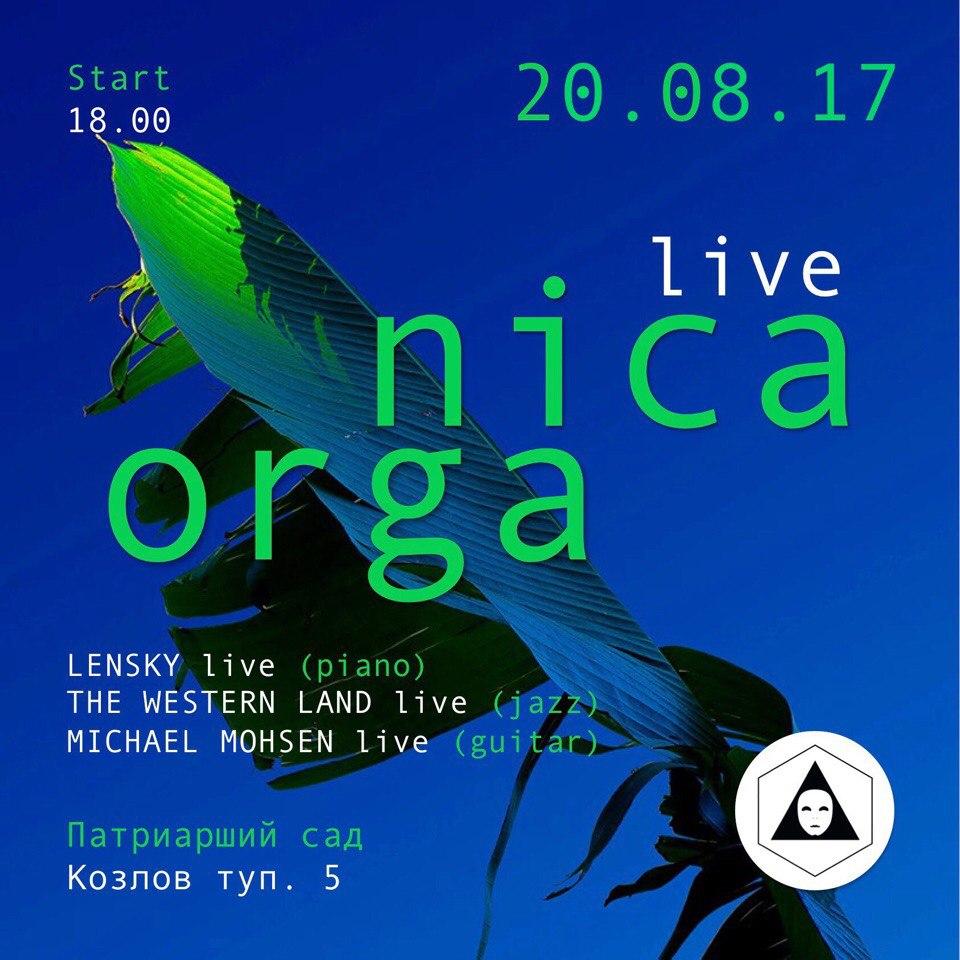 Start
18.00
20.08.17
live
nica
orga
LENSKY live (piano)
THE WESTERN LAND live (jazz)
MICHAEL MOHSEN live (guitar)
Патриарший сад
Козлов туп. 5